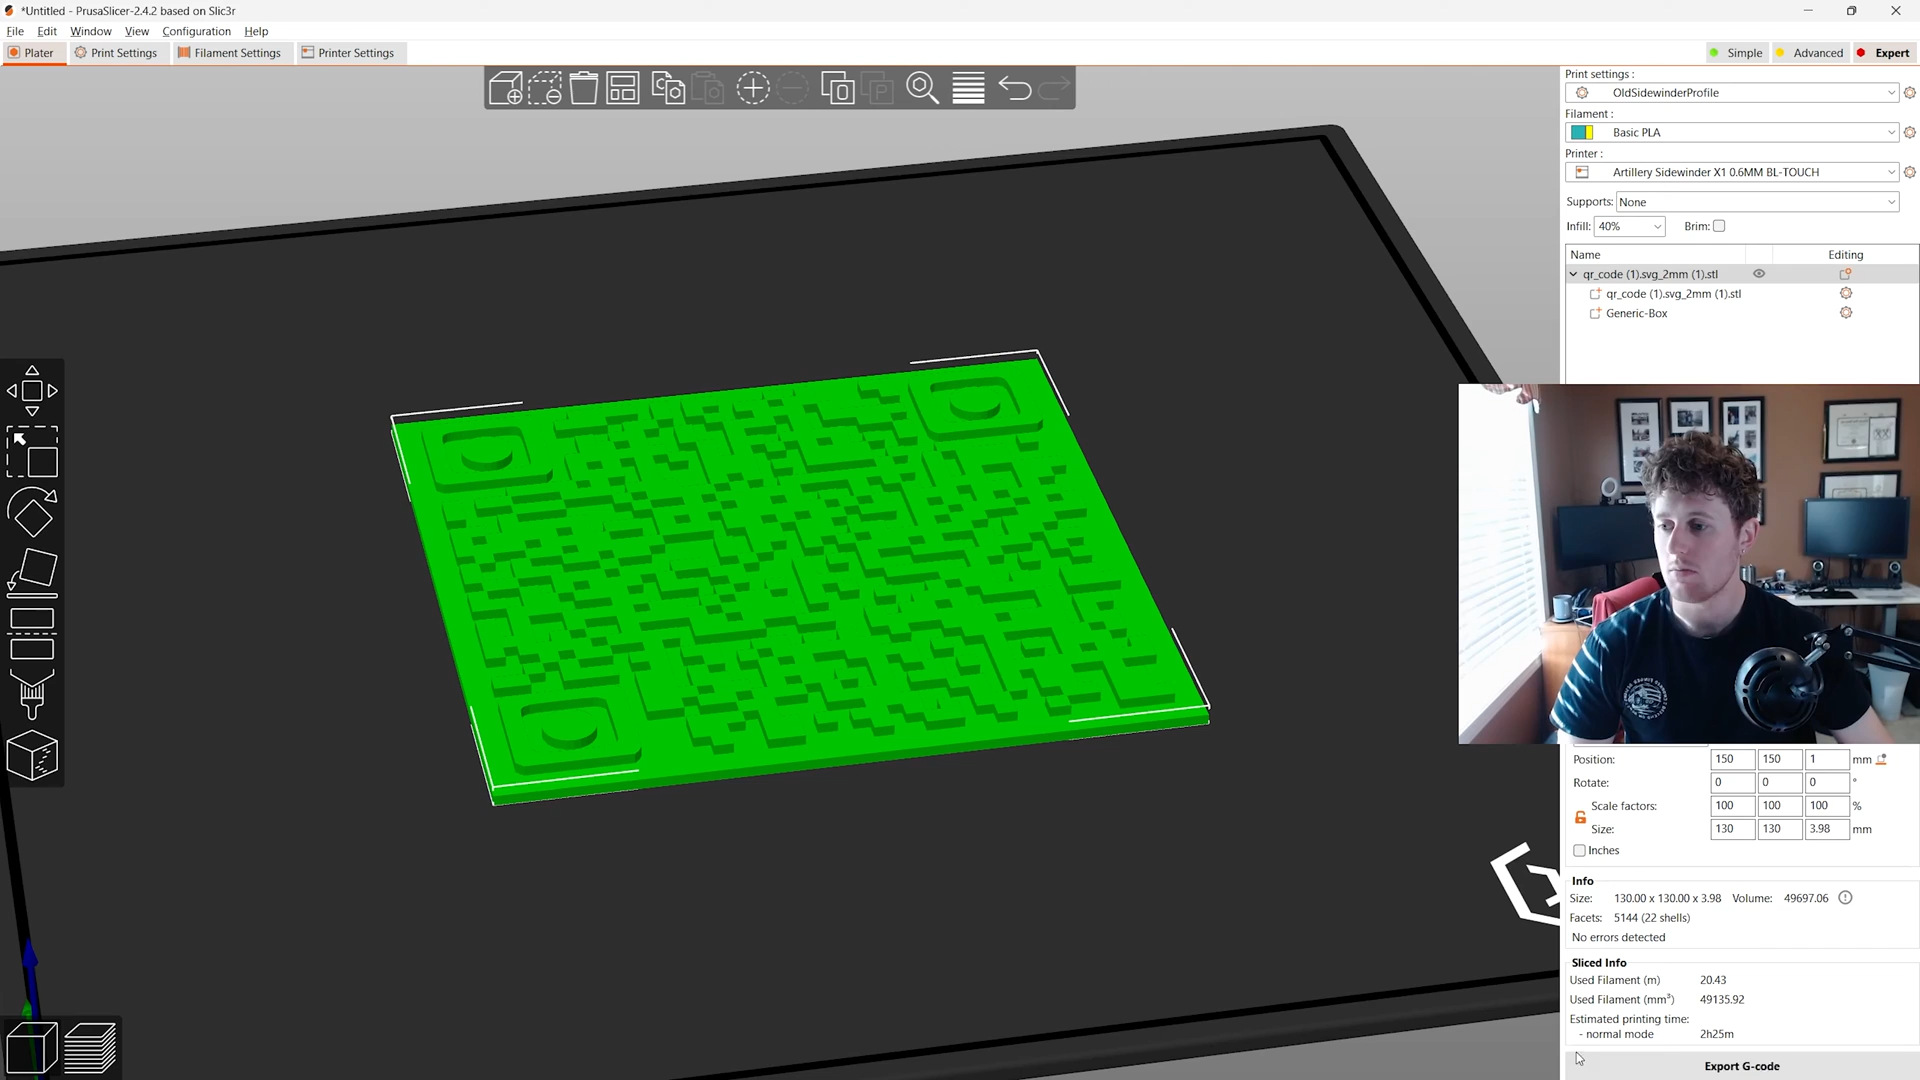 *Untitled - PrusaSlicer-2.4.2 based on Slic3r
File Edit Window View Configuration Help
Plater Print Settings Filament Settings Printer Settings Simple Advanced Expert
Print settings :
OldSidewinderProfile
Filament :
Basic PLA
Printer :
Artillery Sidewinder X1 0.6MM BL-TOUCH
Supports: None
Infill: 40% Brim:
Name Editing
qr_code (1).svg_2mm (1).stl
qr_code (1).svg_2mm (1).stl
Generic-Box
Position: 150 150 1 mm
Rotate: 0 0 0 °
Scale factors: 100 100 100 %
Size: 130 130 3.98 mm
Inches
Info
Size: 130.00 x 130.00 x 3.98 Volume: 49697.06
Facets: 5144 (22 shells)
No errors detected
Sliced Info
Used Filament (m) 20.43
Used Filament (mm³) 49135.92
Estimated printing time:
- normal mode 2h25m
Export G-code